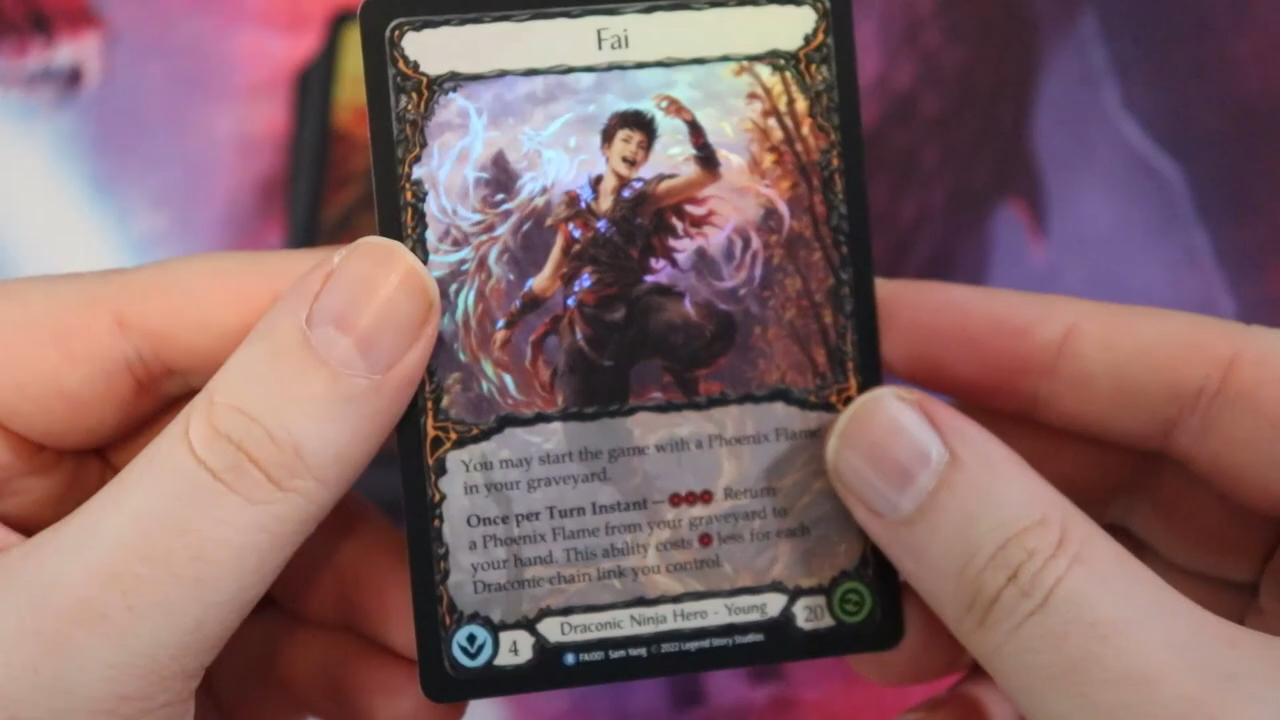 Fai
You may start the game with a Phoenix Flame
in your graveyard.
Once per Turn Instant – Return
a Phoenix Flame from your graveyard to
your hand. This ability costs less for each
Draconic chain link you control.
4
Draconic Ninja Hero - Young
20
R FAI001 Sam Yang © 2022 Legend Story Studios